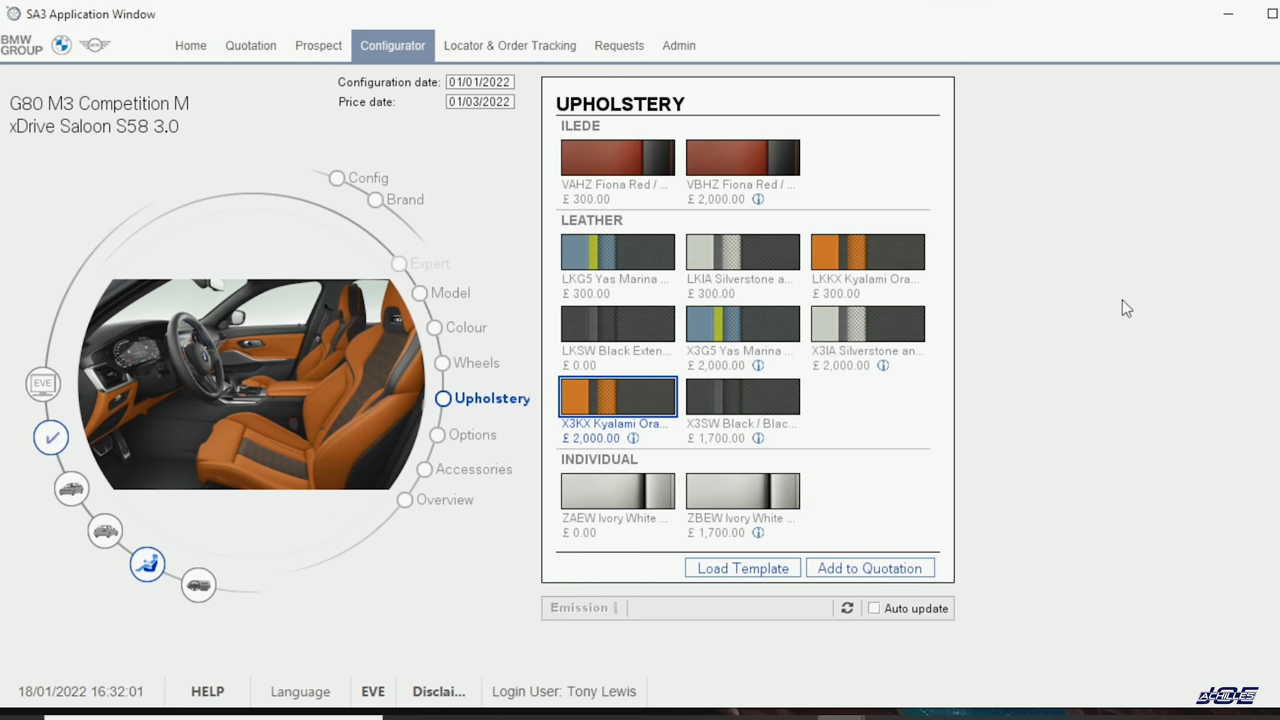 SA3 Application Window
BMW GROUP
Home Quotation Prospect Configurator Locator & Order Tracking Requests Admin
Configuration date: 01/01/2022
Price date: 01/03/2022
G80 M3 Competition M
xDrive Saloon S58 3.0
Config
Brand
Expert
Model
Colour
Wheels
Upholstery
Options
Accessories
Overview
EVE
UPHOLSTERY
ILEDE
VAHZ Fiona Red / ... VBHZ Fiona Red / ...
£ 300.00 £ 2,000.00
LEATHER
LKG5 Yas Marina ... LKIA Silverstone a... LKKX Kyalami Ora...
£ 300.00 £ 300.00 £ 300.00
LKSW Black Exten... X3G5 Yas Marina ... X3IA Silverstone an...
£ 0.00 £ 2,000.00 £ 2,000.00
X3KX Kyalami Ora... X3SW Black / Blac...
£ 2,000.00 £ 1,700.00
INDIVIDUAL
ZAEW Ivory White ... ZBEW Ivory White ...
£ 0.00 £ 1,700.00
Load Template Add to Quotation
Emission Auto update
18/01/2022 16:32:01 HELP Language EVE Disclai... Login User: Tony Lewis
JOE ACHILLES